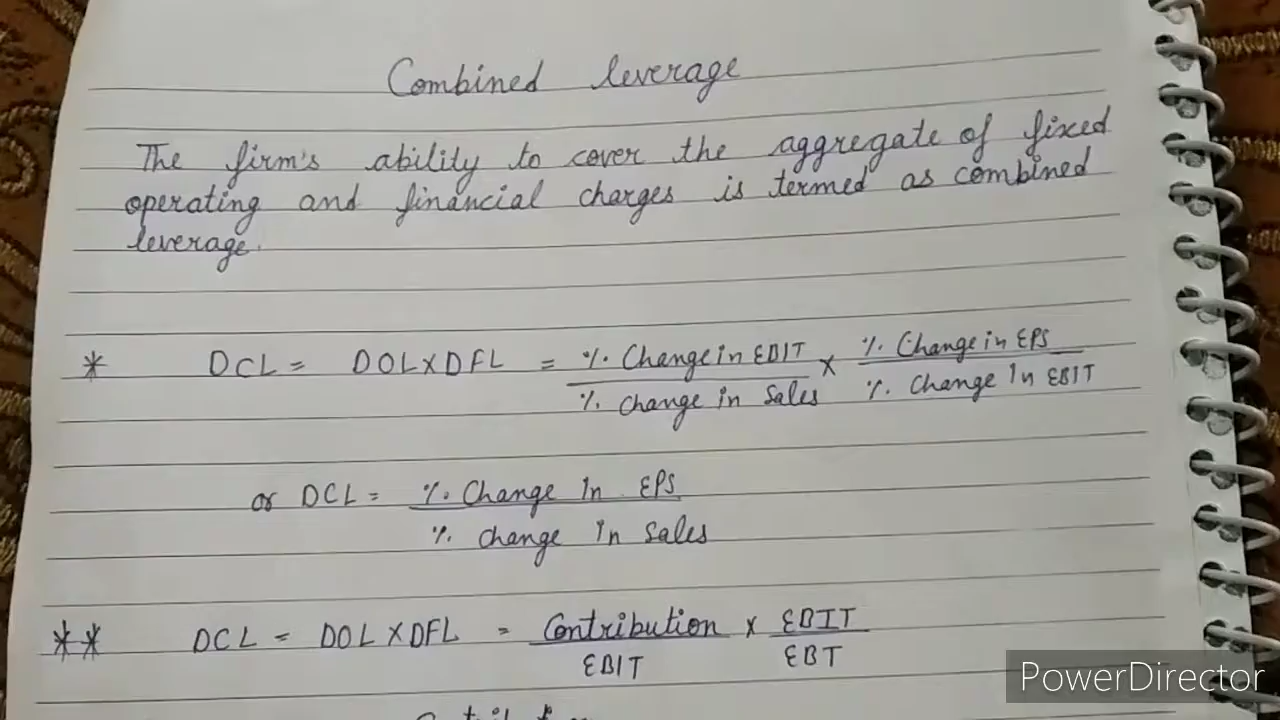 Combined leverage
The firm's ability to cover the aggregate of fixed
operating and financial charges is termed as combined
leverage.
* DCL = DOL X DFL = % Change in EBIT / % Change in Sales × % Change in EPS / % Change In EBIT
or DCL = % Change In EPS / % Change In Sales
** DCL = DOL X DFL = Contribution / EBIT × EBIT / EBT
PowerDirector